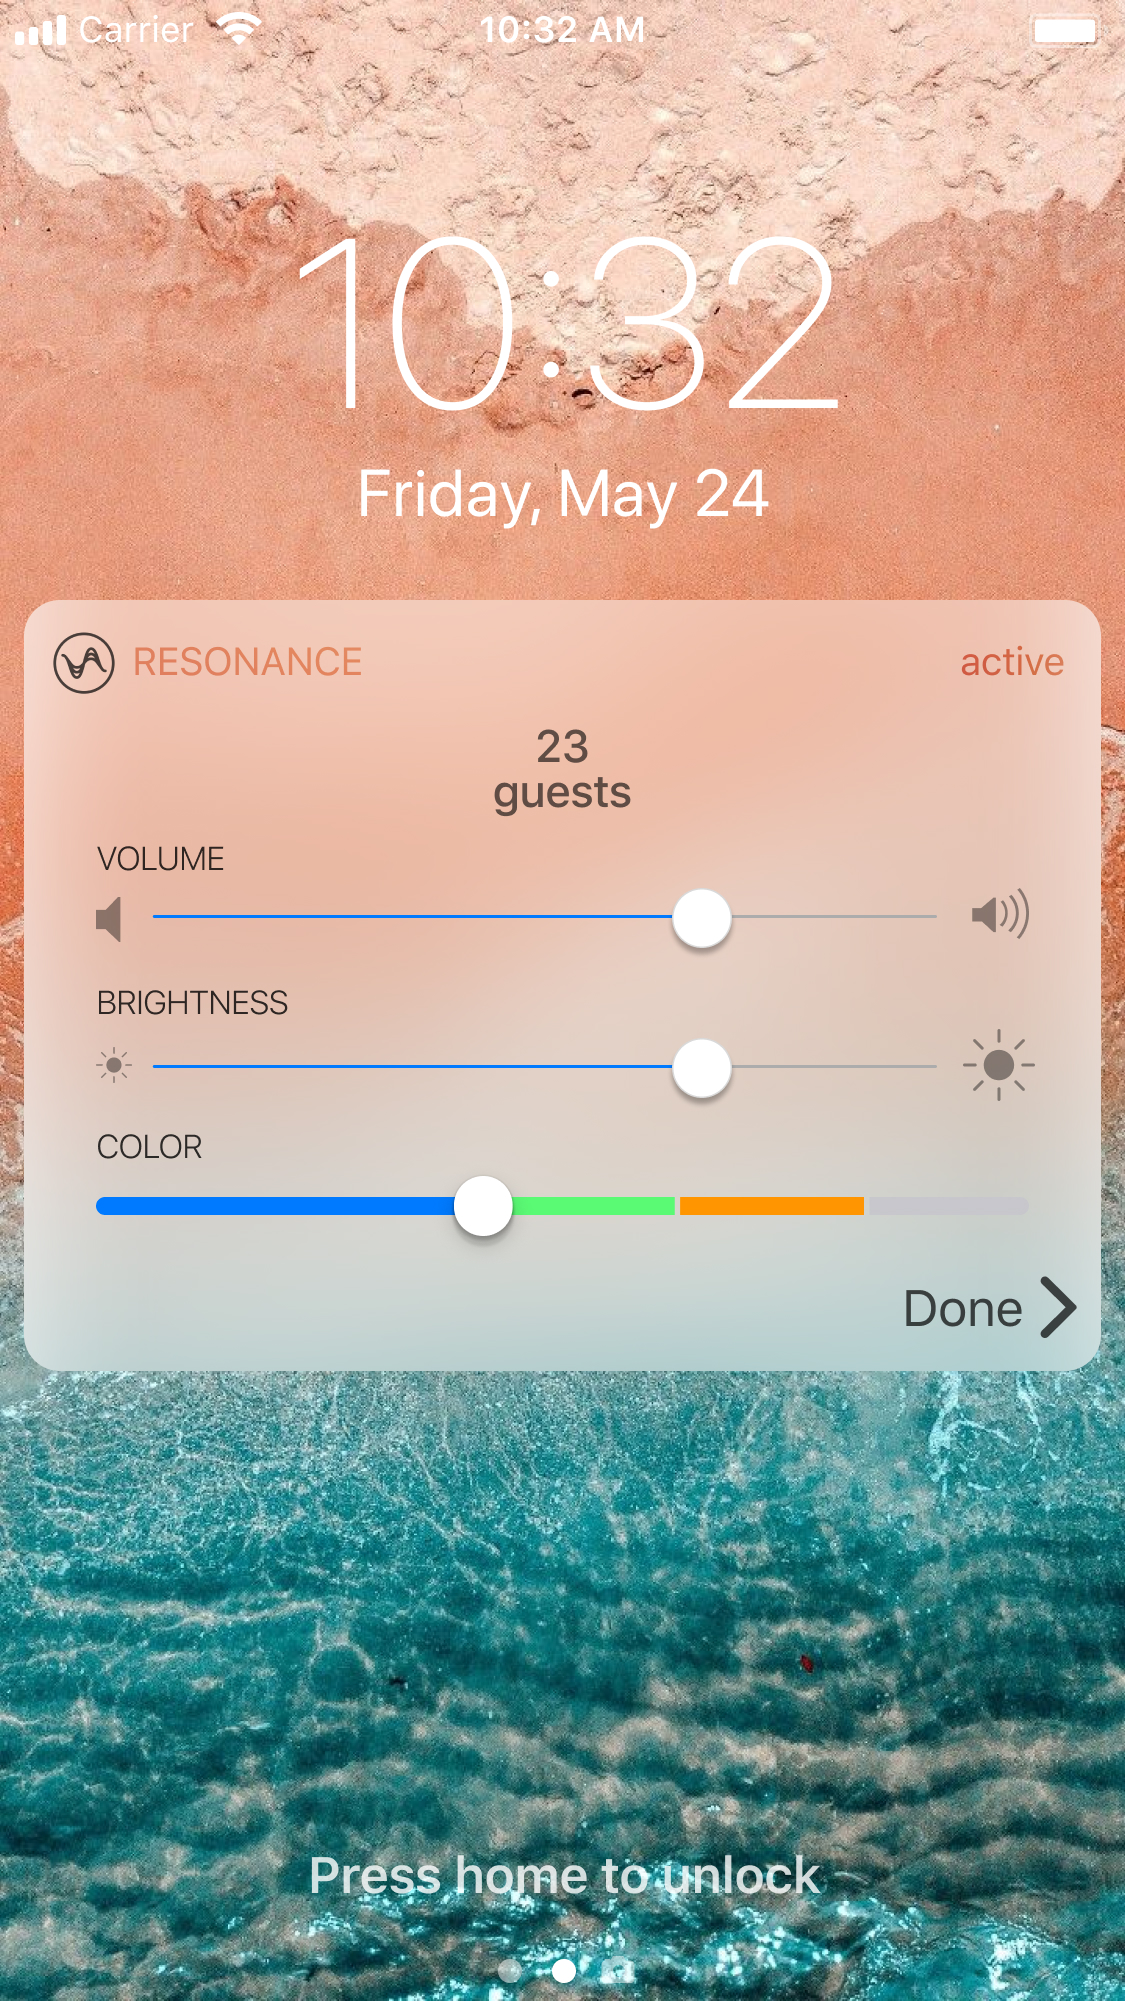 Carrier 10:32 AM
10:32
Friday, May 24
RESONANCE active
23
guests
VOLUME
BRIGHTNESS
COLOR
Done
Press home to unlock